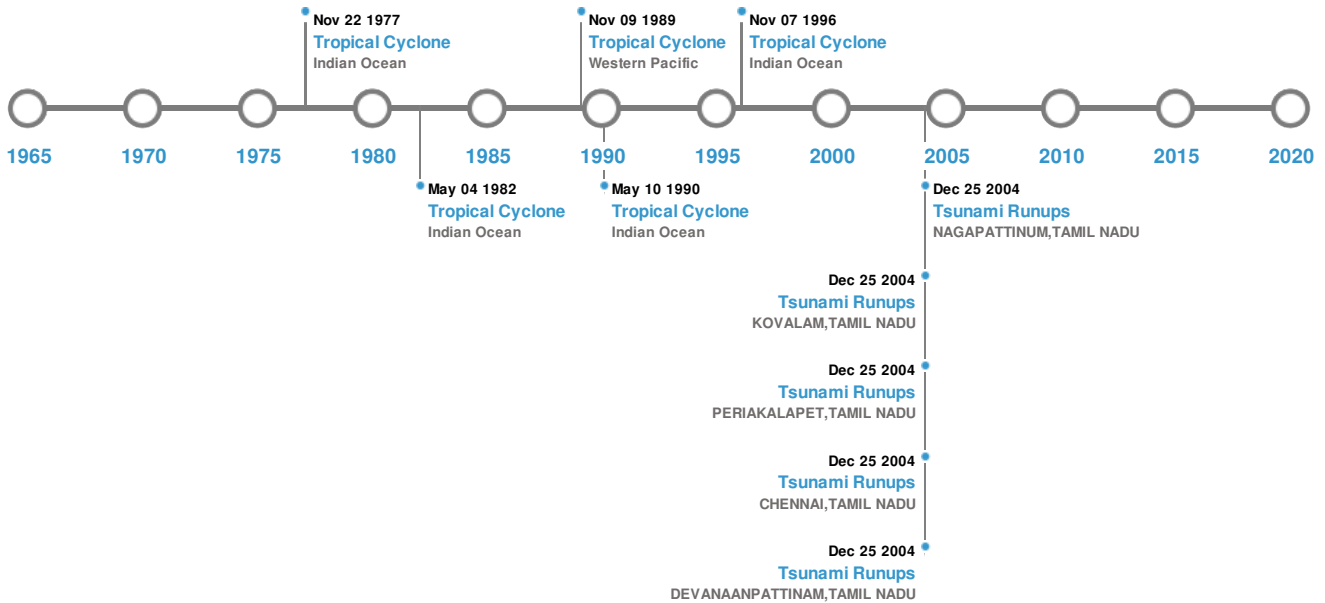 Nov 22 1977
Tropical Cyclone
Indian Ocean
Nov 09 1989
Tropical Cyclone
Western Pacific
Nov 07 1996
Tropical Cyclone
Indian Ocean
1965 1970 1975 1980 1985 1990 1995 2000 2005 2010 2015 2020
May 04 1982
Tropical Cyclone
Indian Ocean
May 10 1990
Tropical Cyclone
Indian Ocean
Dec 25 2004
Tsunami Runups
NAGAPATTINUM,TAMIL NADU
Dec 25 2004
Tsunami Runups
KOVALAM,TAMIL NADU
Dec 25 2004
Tsunami Runups
PERIAKALAPET,TAMIL NADU
Dec 25 2004
Tsunami Runups
CHENNAI,TAMIL NADU
Dec 25 2004
Tsunami Runups
DEVANAANPATTINAM,TAMIL NADU